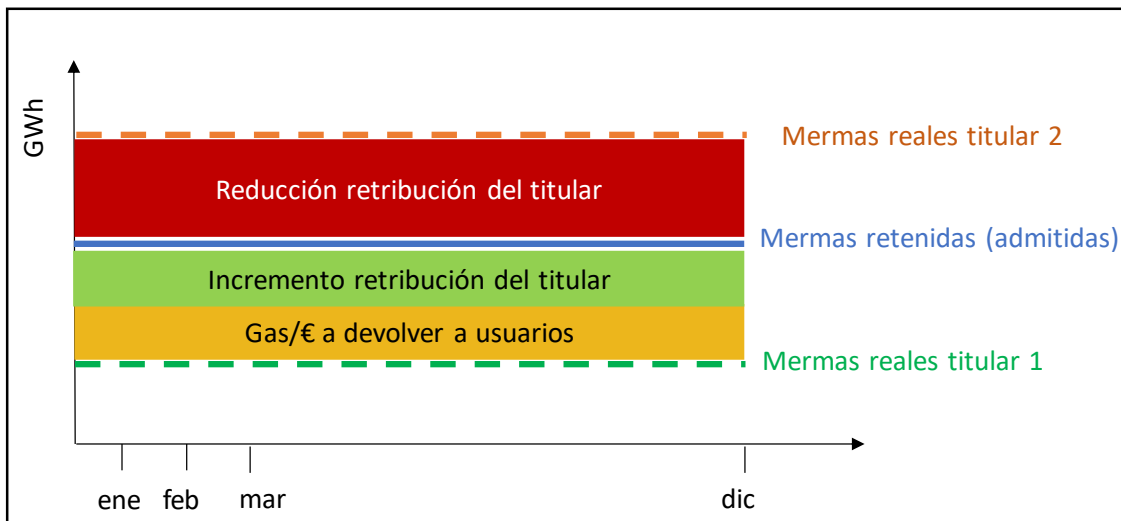 GWh
Mermas reales titular 2
Reducción retribución del titular
Mermas retenidas (admitidas)
Incremento retribución del titular
Gas/€ a devolver a usuarios
Mermas reales titular 1
ene feb mar dic